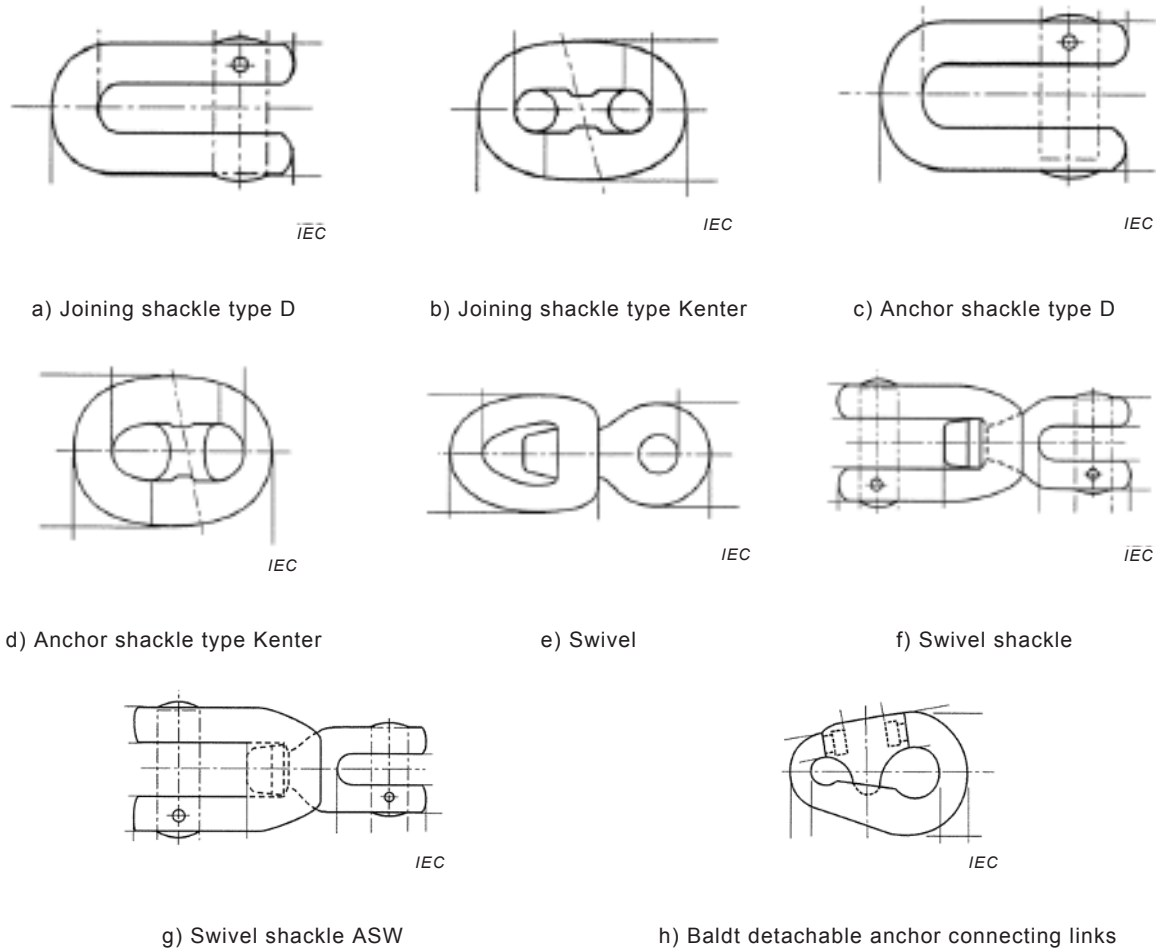 IEC
IEC
IEC
a) Joining shackle type D
b) Joining shackle type Kenter
c) Anchor shackle type D
IEC
IEC
IEC
d) Anchor shackle type Kenter
e) Swivel
f) Swivel shackle
IEC
IEC
g) Swivel shackle ASW
h) Baldt detachable anchor connecting links